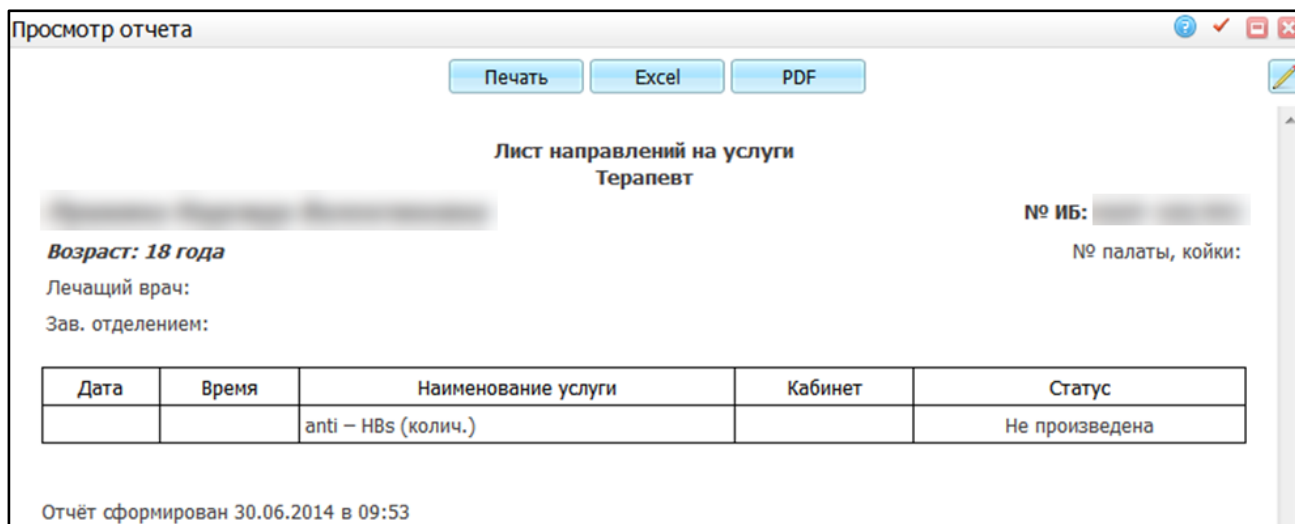 Просмотр отчета
Печать Excel PDF
Лист направлений на услуги
Терапевт
№ ИБ:
Возраст: 18 года № палаты, койки:
Лечащий врач:
Зав. отделением:
Дата Время Наименование услуги Кабинет Статус
anti – HBs (колич.) Не произведена
Отчёт сформирован 30.06.2014 в 09:53